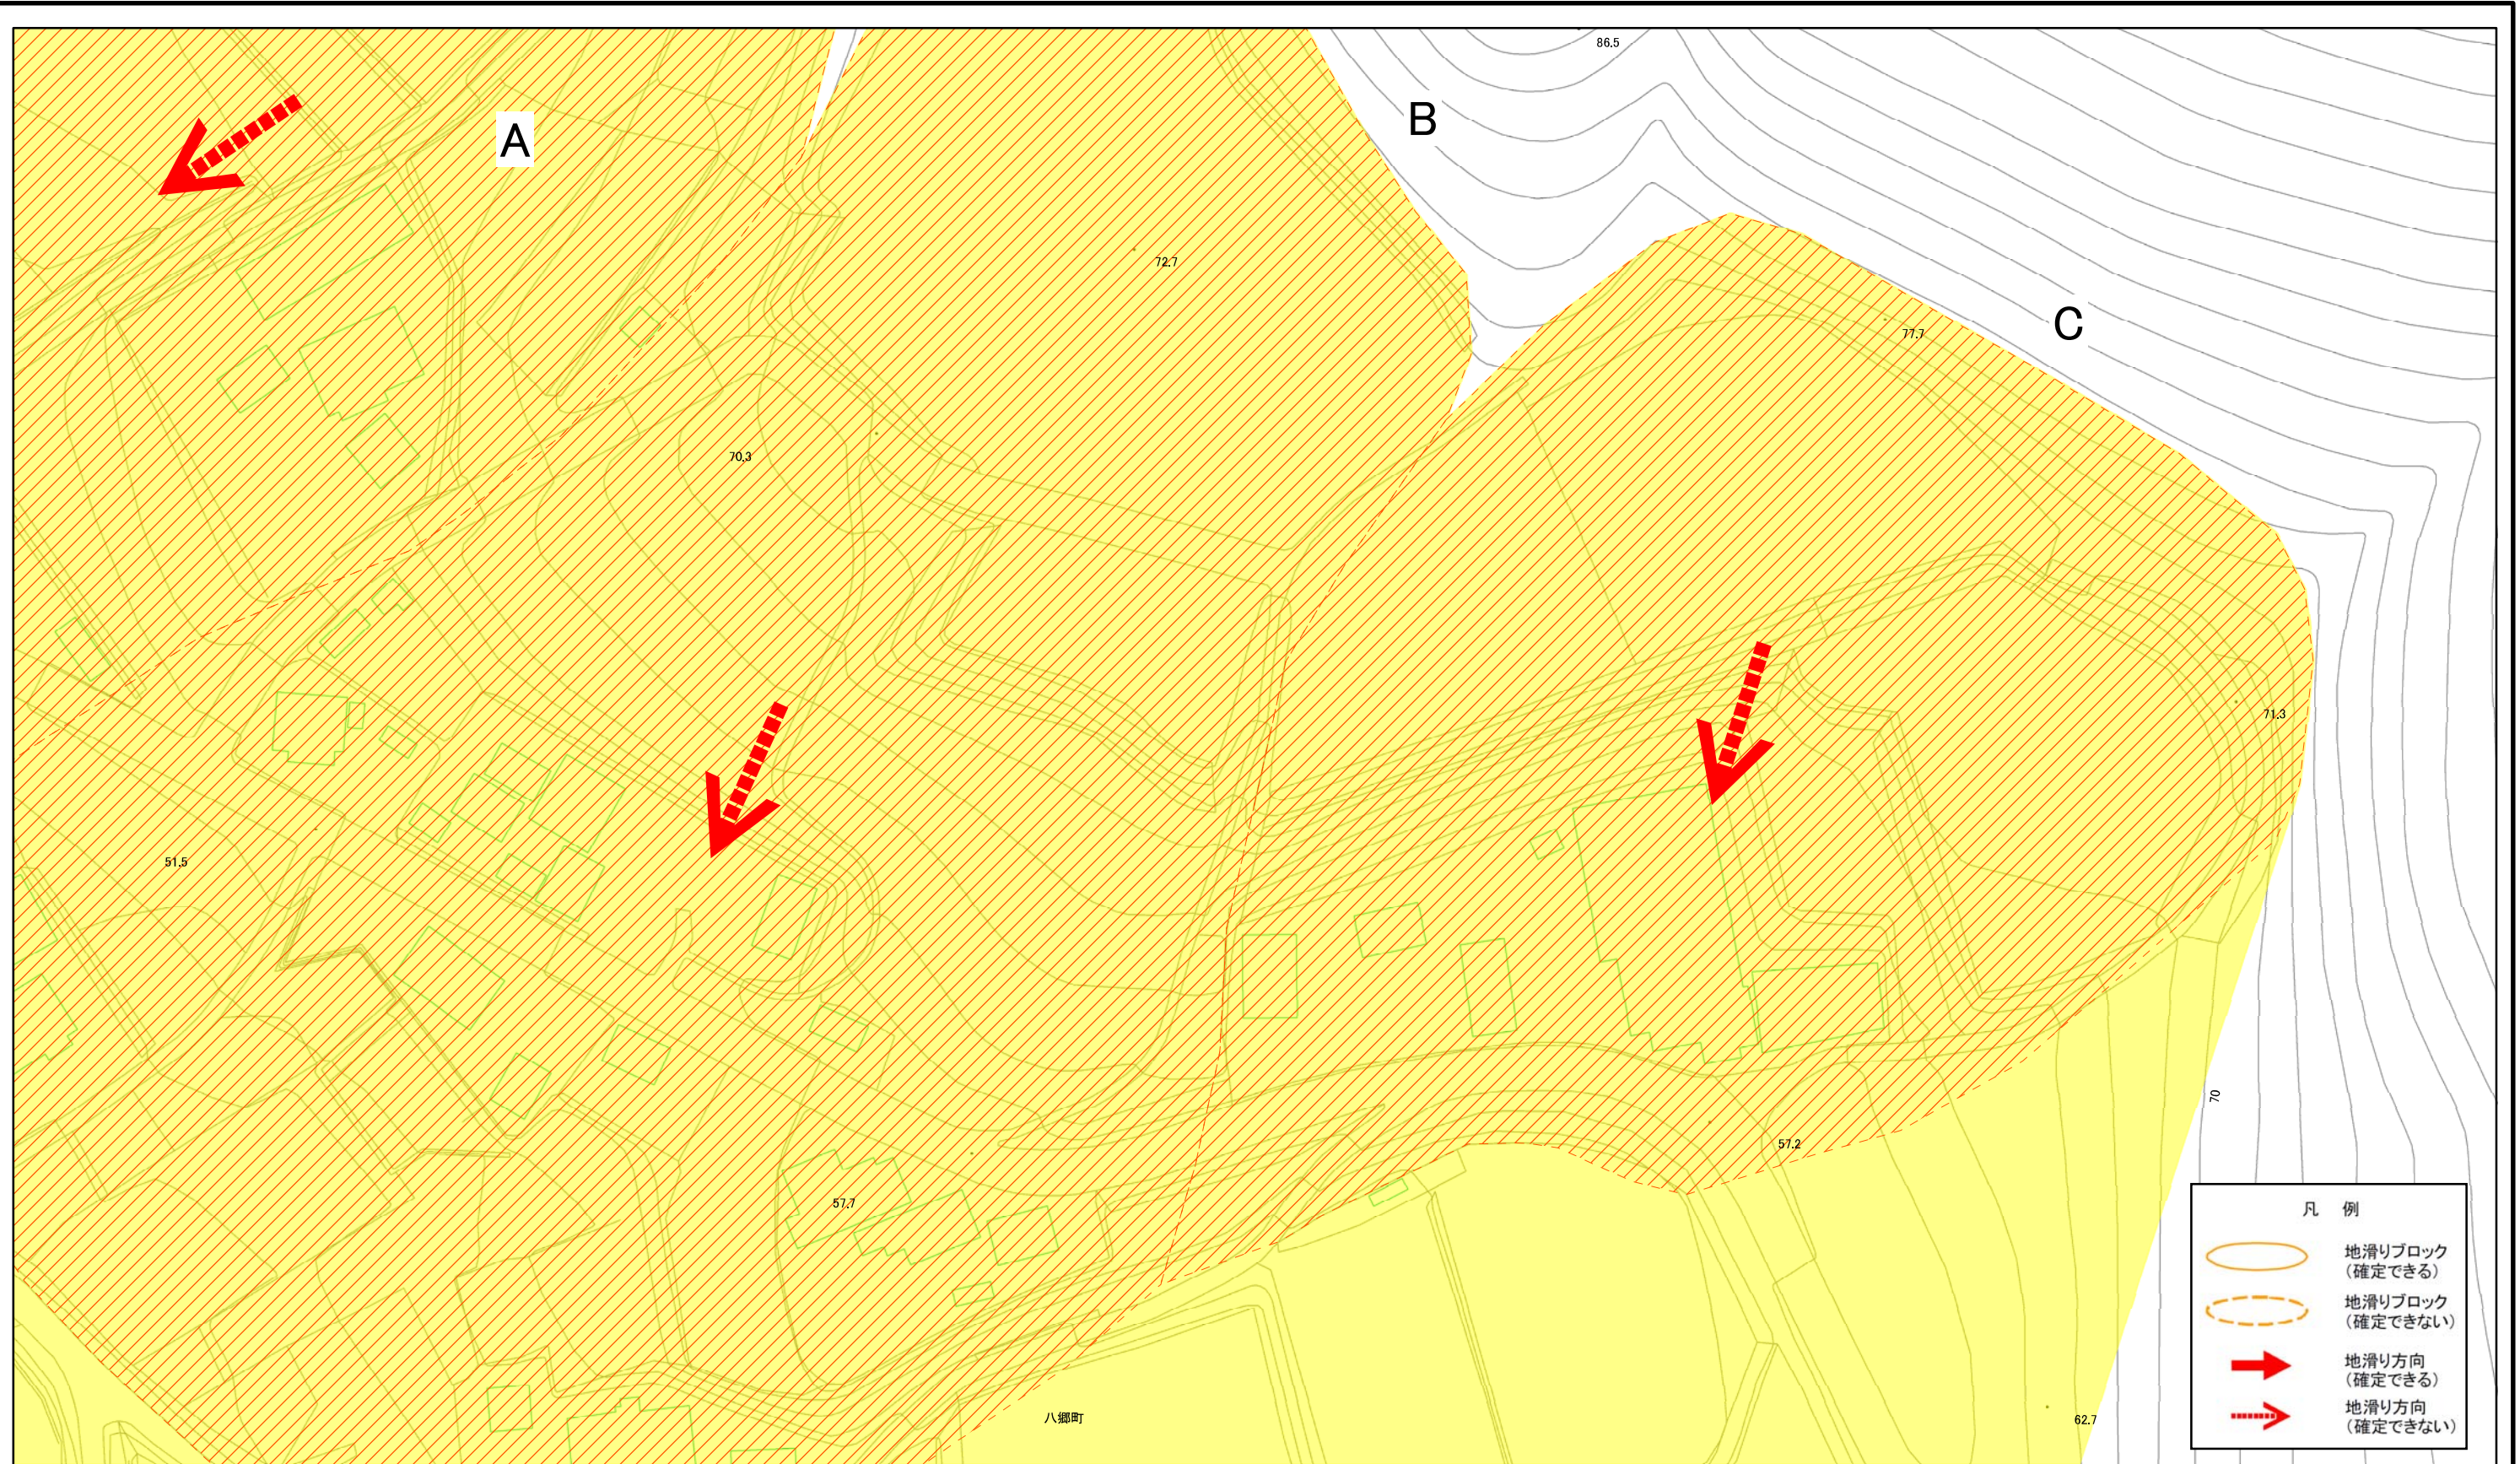 86.5
B
A
72.7
C
77.7
70.3
71.3
51.5
70
57.2
57.7
八郷町
62.7
凡 例
地滑りブロック
（確定できる）
地滑りブロック
（確定できない）
地滑り方向
（確定できる）
地滑り方向
（確定できない）